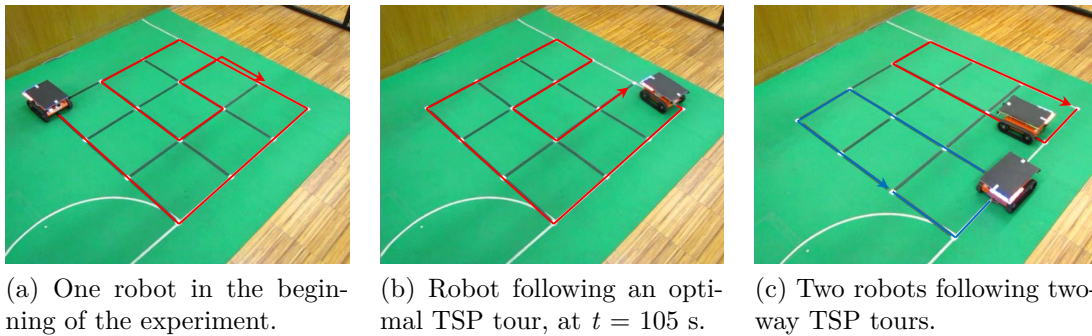 (a) One robot in the begin-
ning of the experiment.
(b) Robot following an opti-
mal TSP tour, at t = 105 s.
(c) Two robots following two-
way TSP tours.